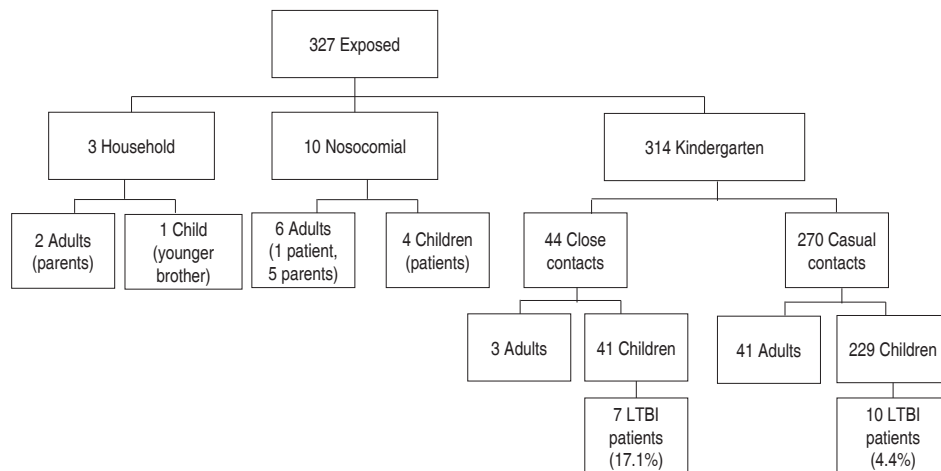 327 Exposed
3 Household
10 Nosocomial
314 Kindergarten
2 Adults
(parents)
1 Child
(younger
brother)
6 Adults
(1 patient,
5 parents)
4 Children
(patients)
44 Close
contacts
270 Casual
contacts
3 Adults
41 Children
41 Adults
229 Children
7 LTBI
patients
(17.1%)
10 LTBI
patients
(4.4%)